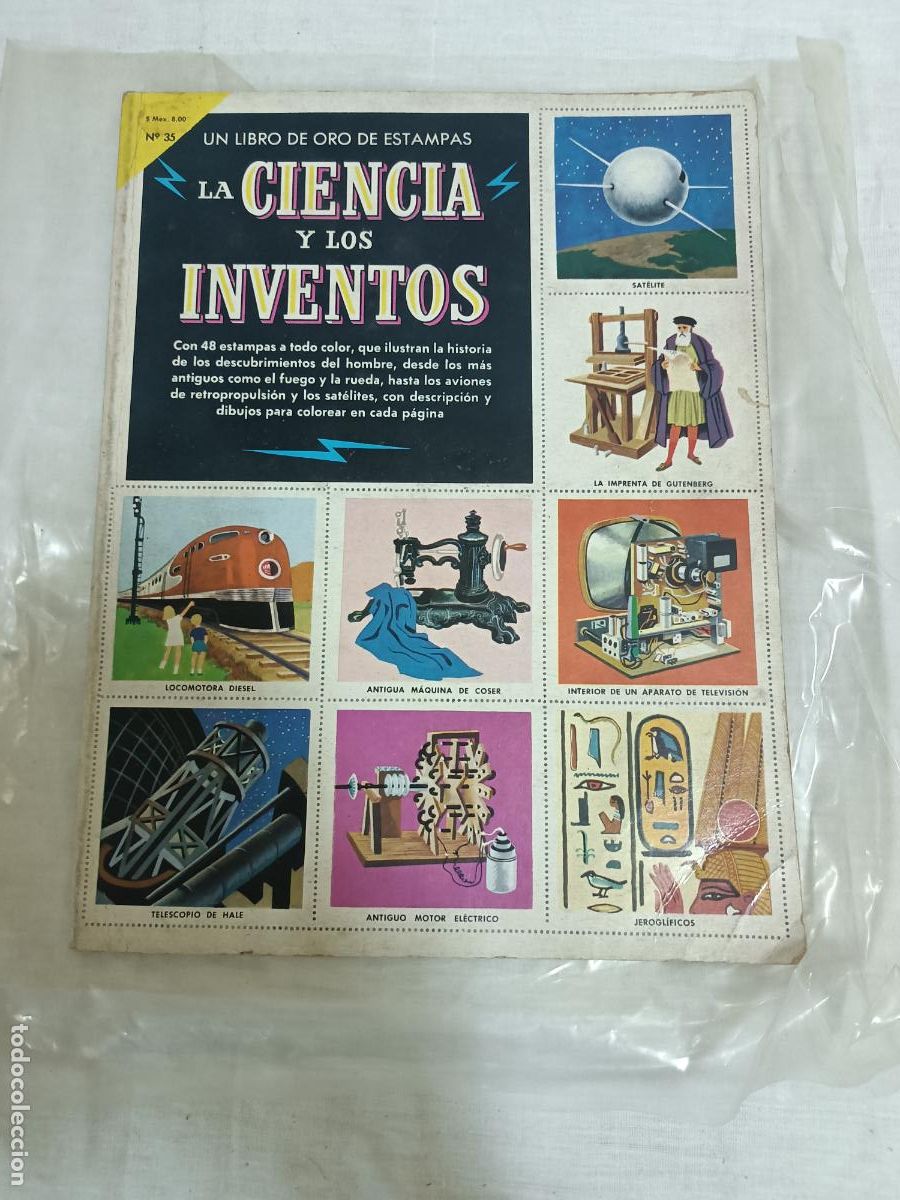 $ Mex. 8.00
Nº 35
UN LIBRO DE ORO DE ESTAMPAS
LA CIENCIA
Y LOS
INVENTOS
Con 48 estampas a todo color, que ilustran la historia
de los descubrimientos del hombre, desde los más
antiguos como el fuego y la rueda, hasta los aviones
de retropropulsión y los satélites, con descripción y
dibujos para colorear en cada página
SATÉLITE
LA IMPRENTA DE GUTENBERG
LOCOMOTORA DIESEL
ANTIGUA MÁQUINA DE COSER
INTERIOR DE UN APARATO DE TELEVISIÓN
TELESCOPIO DE HALE
ANTIGUO MOTOR ELÉCTRICO
JEROGLÍFICOS
todocoleccion.net